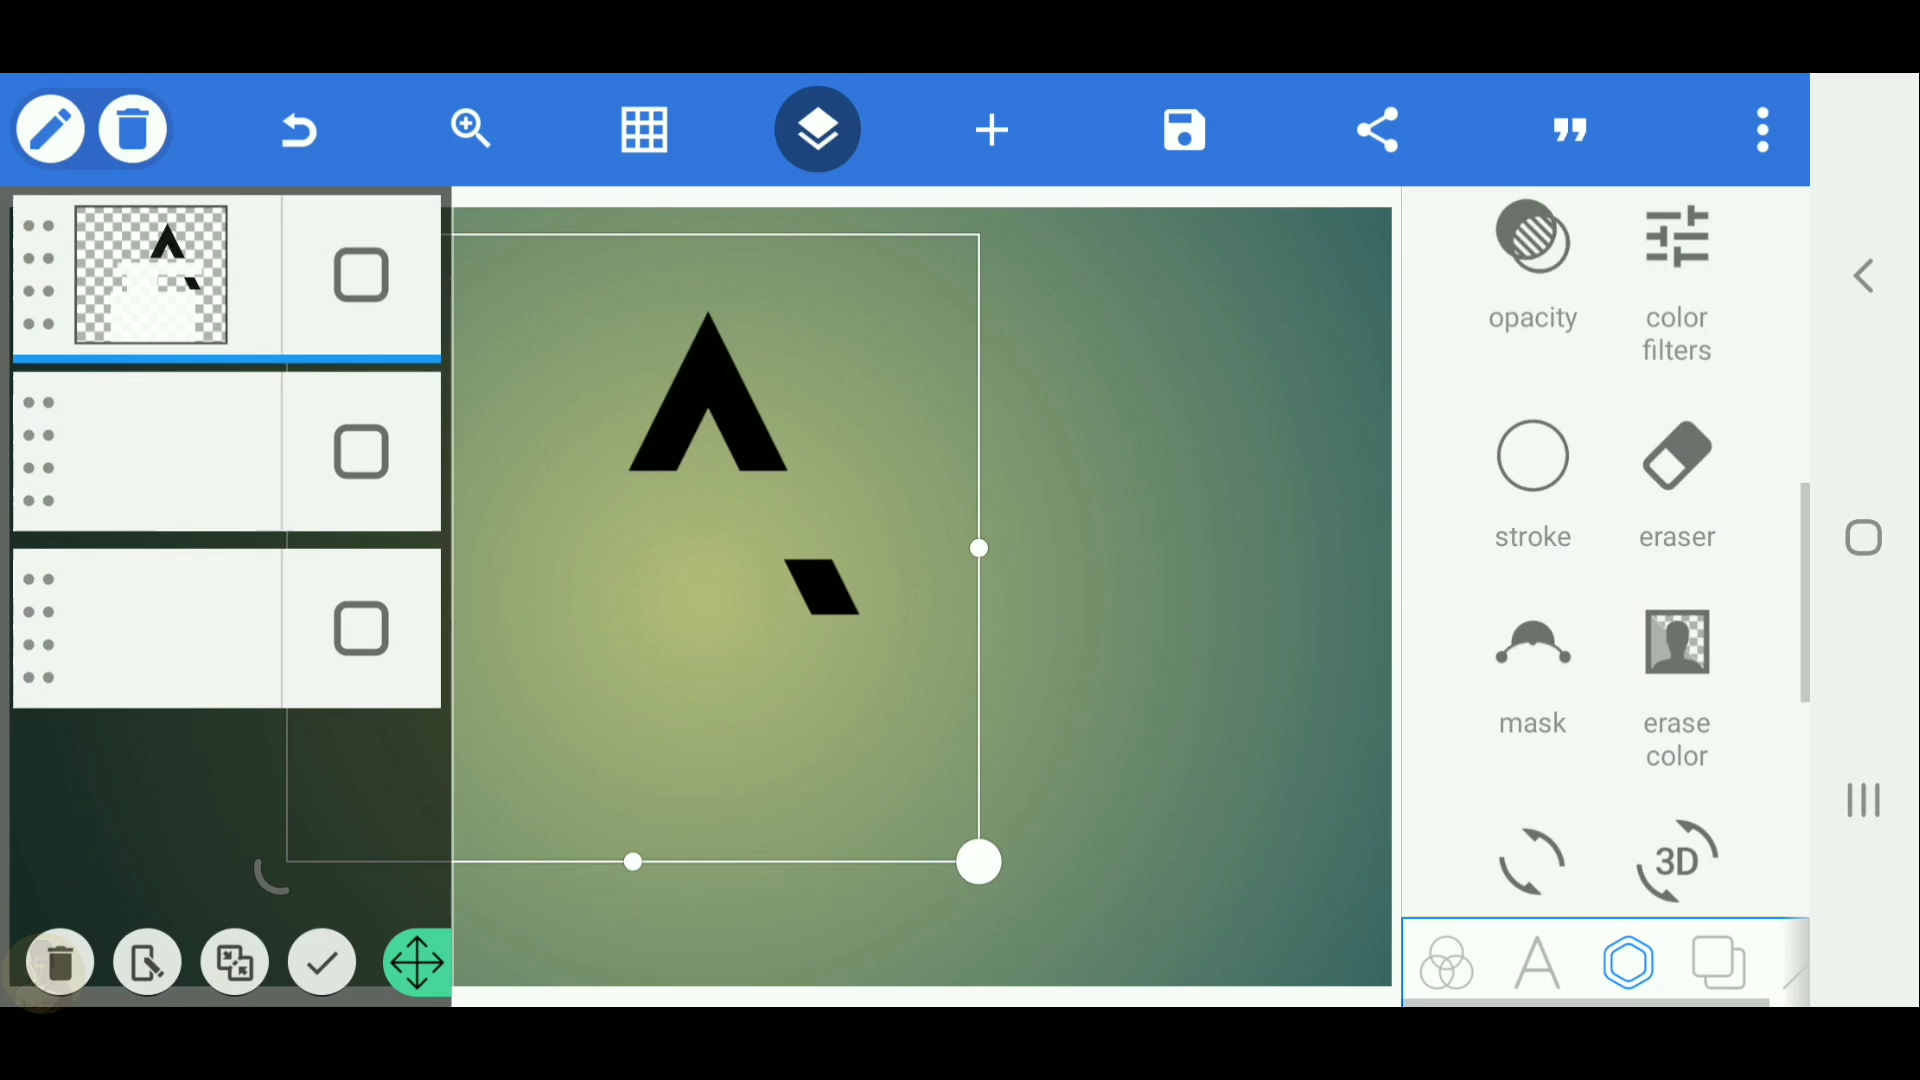 opacity
color
filters
stroke
eraser
mask
erase
color
3D